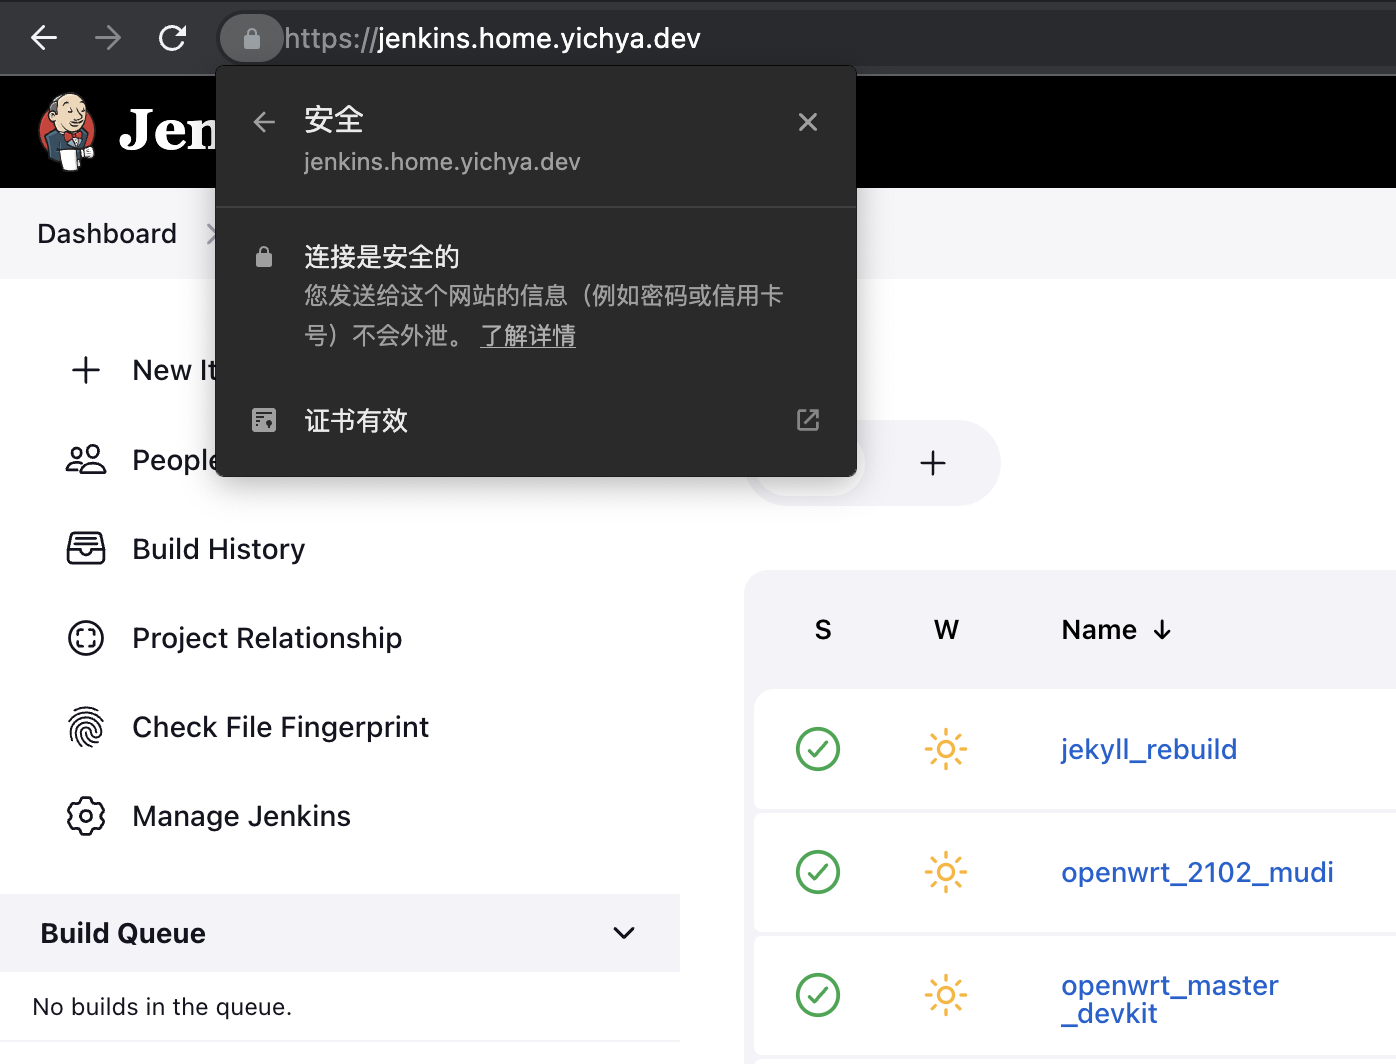 https://jenkins.home.yichya.dev
Jen
安全
jenkins.home.yichya.dev
Dashboard
连接是安全的
您发送给这个网站的信息（例如密码或信用卡
号）不会外泄。 了解详情
证书有效
New It
People
Build History
Project Relationship
Check File Fingerprint
Manage Jenkins
Build Queue
No builds in the queue.
S W Name ↓
jekyll_rebuild
openwrt_2102_mudi
openwrt_master
_devkit